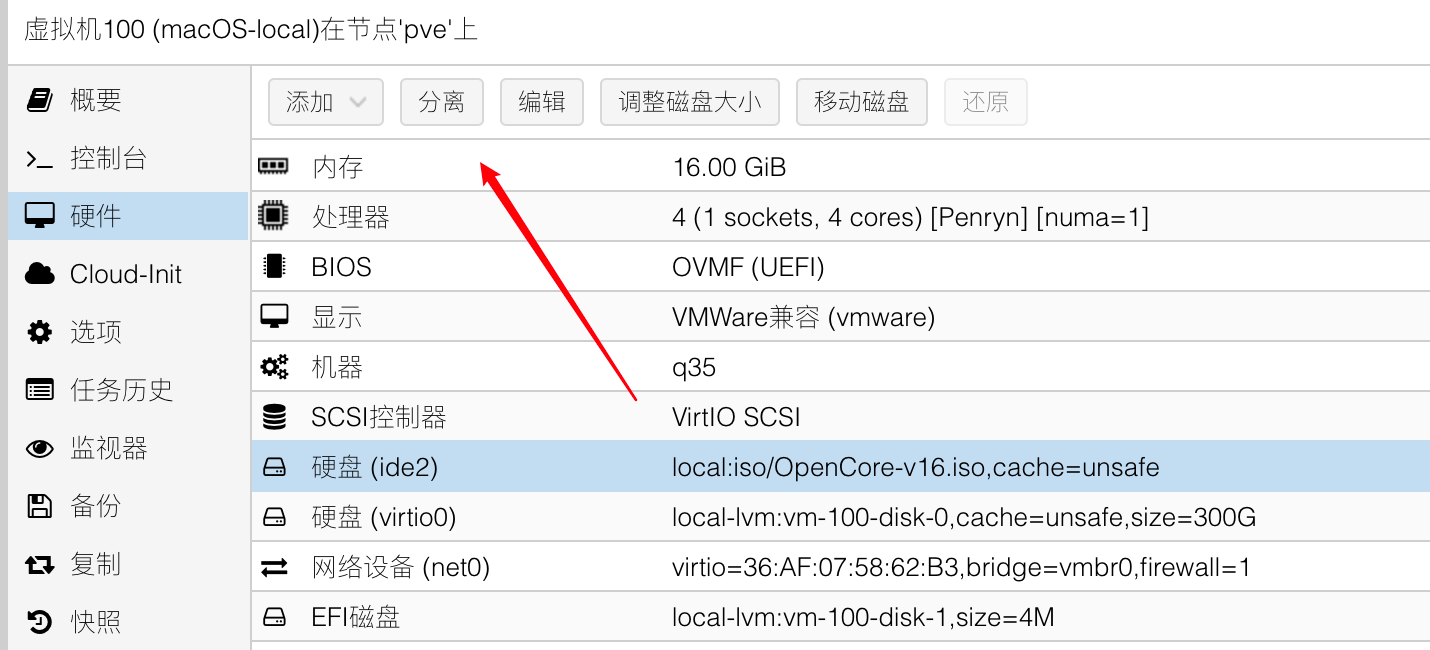 虚拟机100 (macOS-local)在节点'pve'上
概要
控制台
硬件
Cloud-Init
选项
任务历史
监视器
备份
复制
快照
添加 分离 编辑 调整磁盘大小 移动磁盘 还原
内存 16.00 GiB
处理器 4 (1 sockets, 4 cores) [Penryn] [numa=1]
BIOS OVMF (UEFI)
显示 VMWare兼容 (vmware)
机器 q35
SCSI控制器 VirtIO SCSI
硬盘 (ide2) local:iso/OpenCore-v16.iso,cache=unsafe
硬盘 (virtio0) local-lvm:vm-100-disk-0,cache=unsafe,size=300G
网络设备 (net0) virtio=36:AF:07:58:62:B3,bridge=vmbr0,firewall=1
EFI磁盘 local-lvm:vm-100-disk-1,size=4M